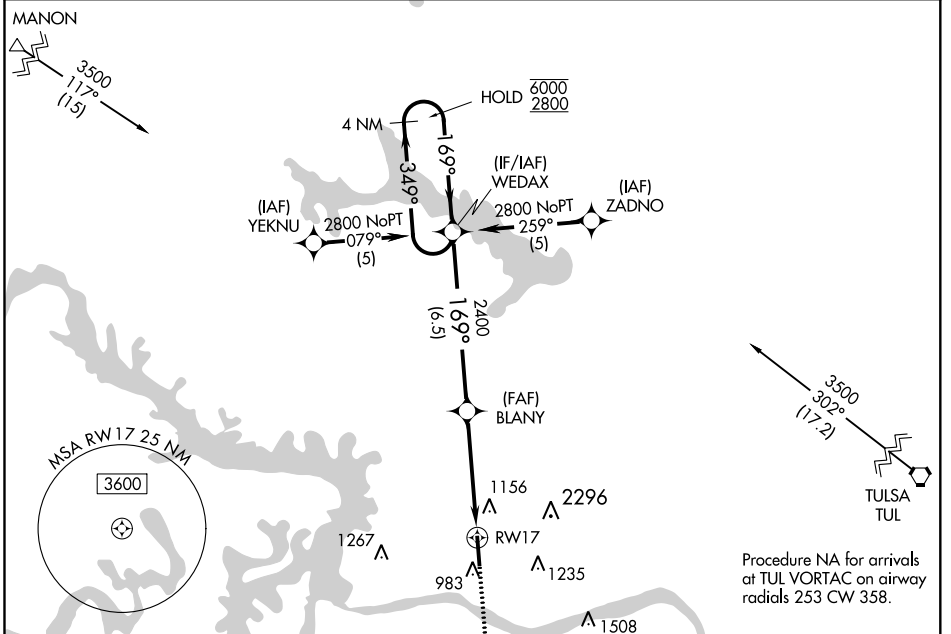 MANON
3500
117°
(15)
HOLD
6000
2800
4 NM
169°
349°
(IF/IAF)
WEDAX
(IAF)
ZADNO
(IAF)
YEKNU
2800 NoPT
079°
(5)
2800 NoPT
259°
(5)
2400
169°
(6.5)
(FAF)
BLANY
3500
302°
(17.2)
TULSA
TUL
MSA RW17 25 NM
3600
1156
2296
RW17
1267
983
1235
1508
Procedure NA for arrivals
at TUL VORTAC on airway
radials 253 CW 358.